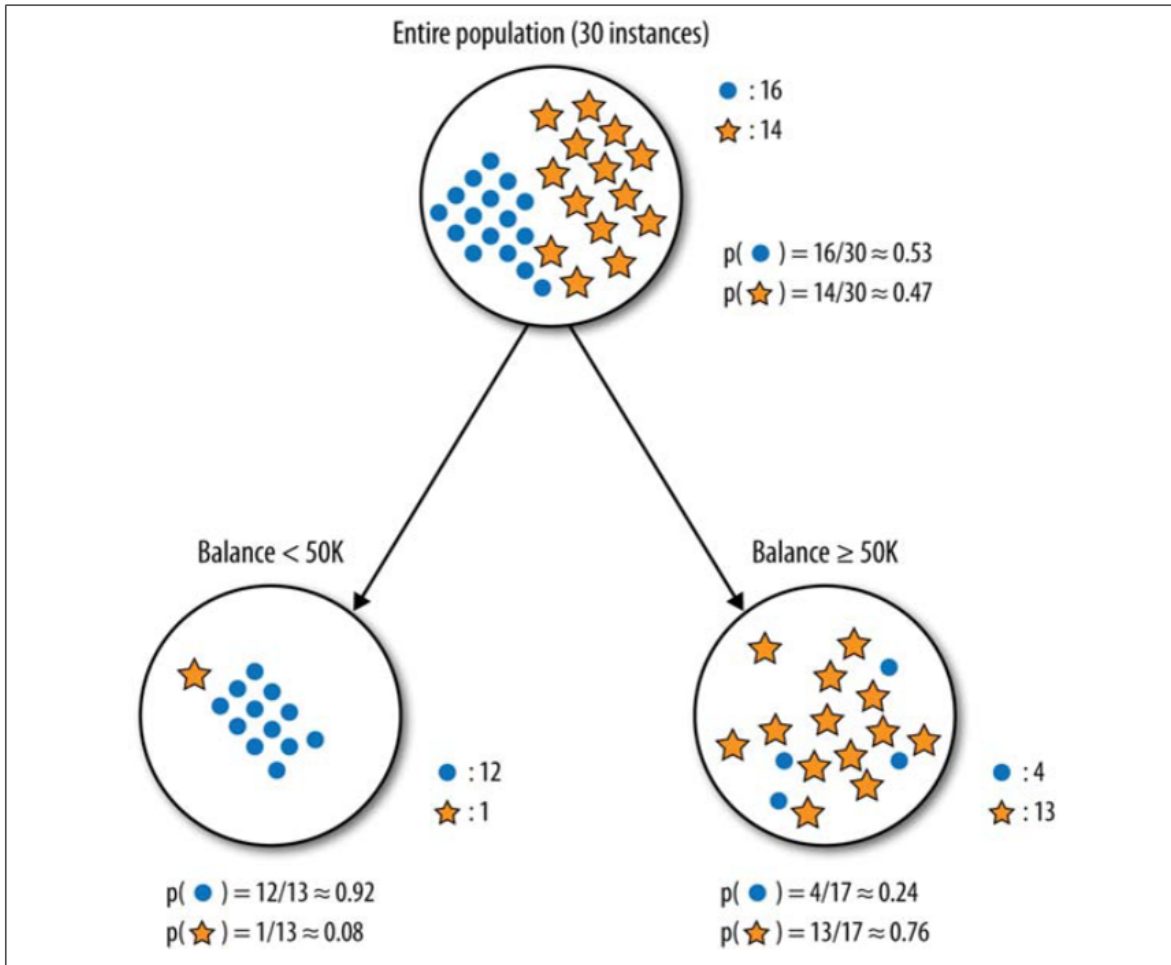 Entire population (30 instances)
: 16
: 14
p( ) = 16/30 ≈ 0.53
p( ) = 14/30 ≈ 0.47
Balance < 50K
Balance ≥ 50K
: 12
: 1
: 4
: 13
p( ) = 12/13 ≈ 0.92
p( ) = 1/13 ≈ 0.08
p( ) = 4/17 ≈ 0.24
p( ) = 13/17 ≈ 0.76